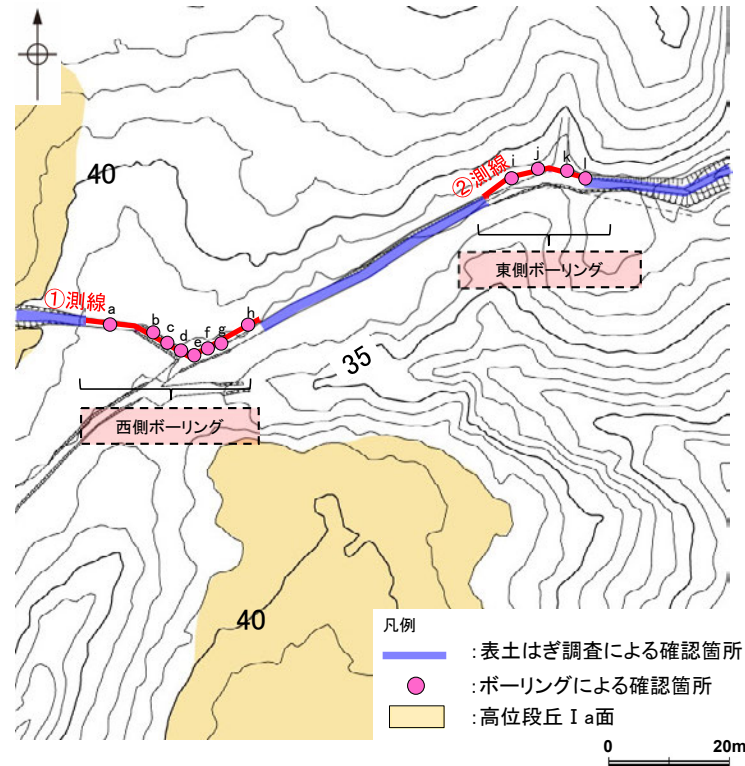 40
②測線
i
j
k
l
東側ボーリング
①測線
a
b
c
d
e
f
g
h
35
西側ボーリング
40
凡例
:表土はぎ調査による確認箇所
:ボーリングによる確認箇所
:高位段丘Ⅰa面
0 20m